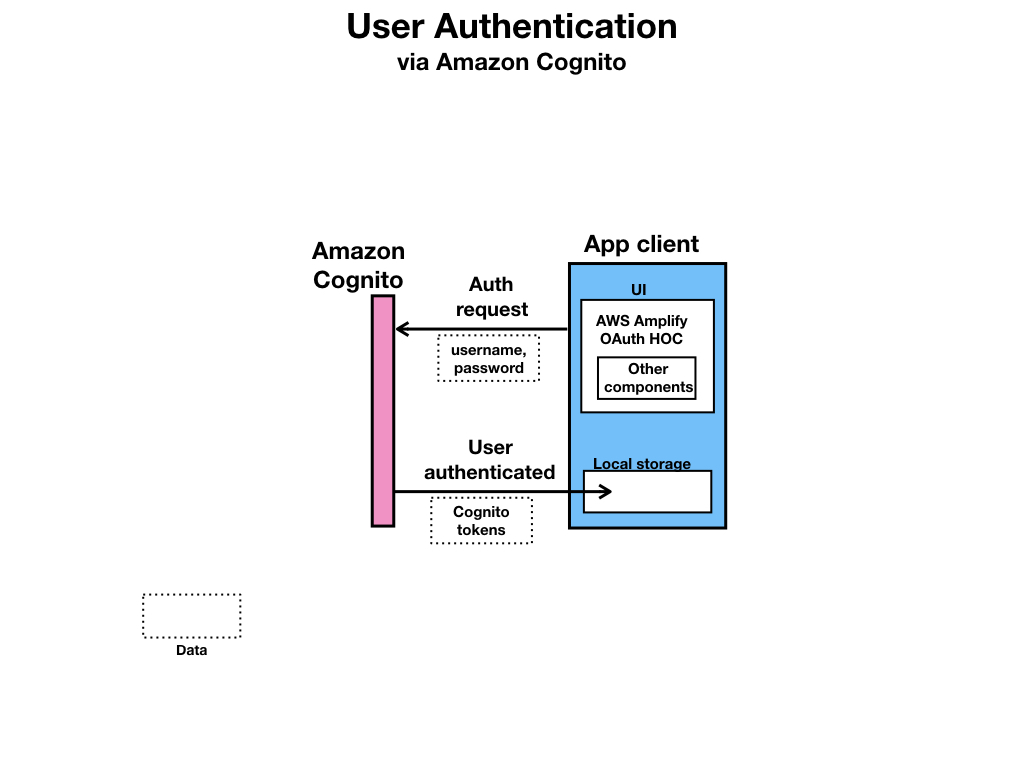 User Authentication
via Amazon Cognito
Amazon
Cognito
Auth
request
username,
password
User
authenticated
Cognito
tokens
App client
UI
AWS Amplify
OAuth HOC
Other
components
Local storage
Data